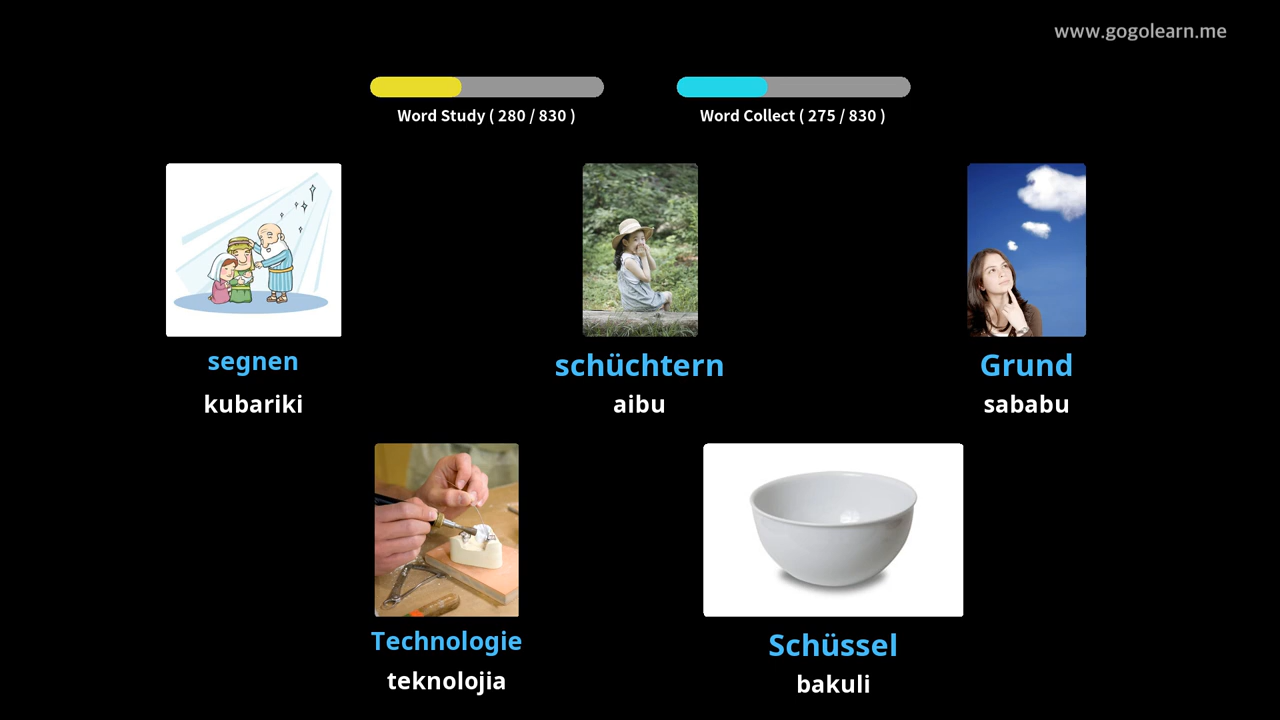 www.gogolearn.me
Word Study ( 280 / 830 )
Word Collect ( 275 / 830 )
segnen
kubariki
schüchtern
aibu
Grund
sababu
Technologie
teknolojia
Schüssel
bakuli